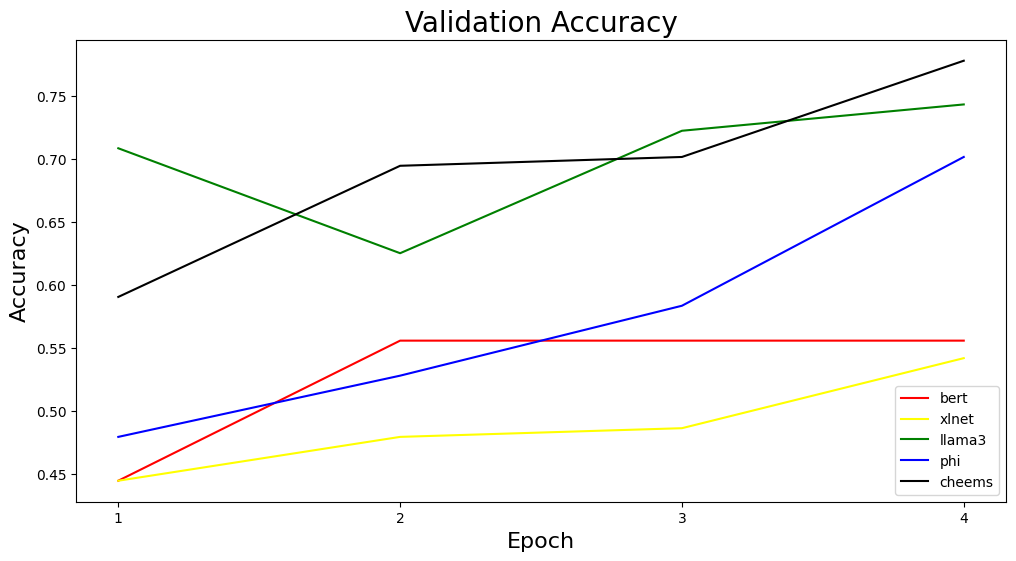 Validation Accuracy
Accuracy
0.75
0.70
0.65
0.60
0.55
0.50
0.45
bert
xlnet
llama3
phi
cheems
1 2 3 4
Epoch